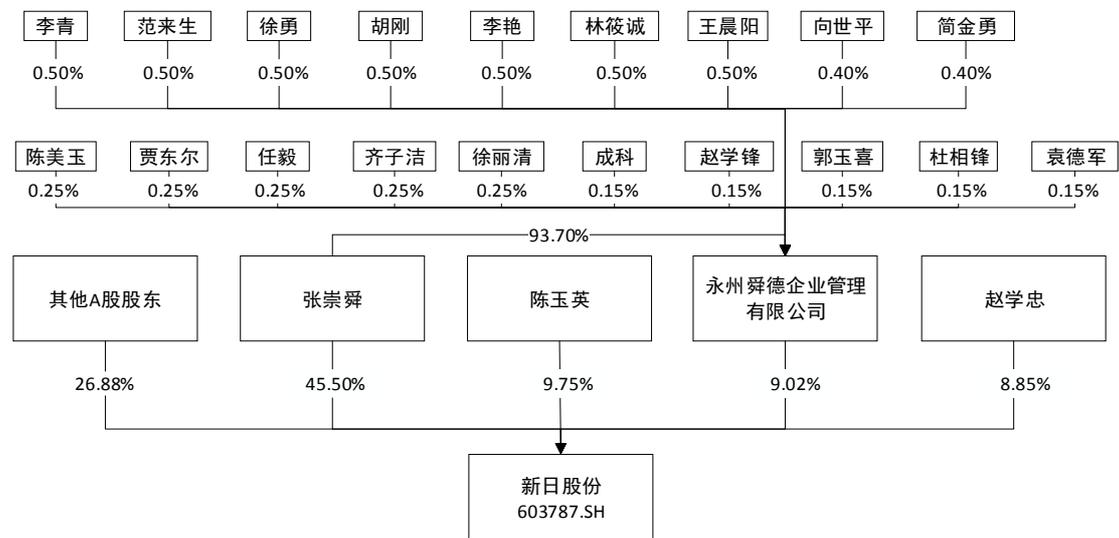 李青 范来生 徐勇 胡刚 李艳 林筱诚 王晨阳 向世平 简金勇
0.50% 0.50% 0.50% 0.50% 0.50% 0.50% 0.50% 0.40% 0.40%
陈美玉 贾东尔 任毅 齐子洁 徐丽清 成科 赵学锋 郭玉喜 杜相锋 袁德军
0.25% 0.25% 0.25% 0.25% 0.25% 0.15% 0.15% 0.15% 0.15% 0.15%
93.70%
其他A股股东 张崇舜 陈玉英 永州舜德企业管理
有限公司 赵学忠
26.88% 45.50% 9.75% 9.02% 8.85%
新日股份
603787.SH